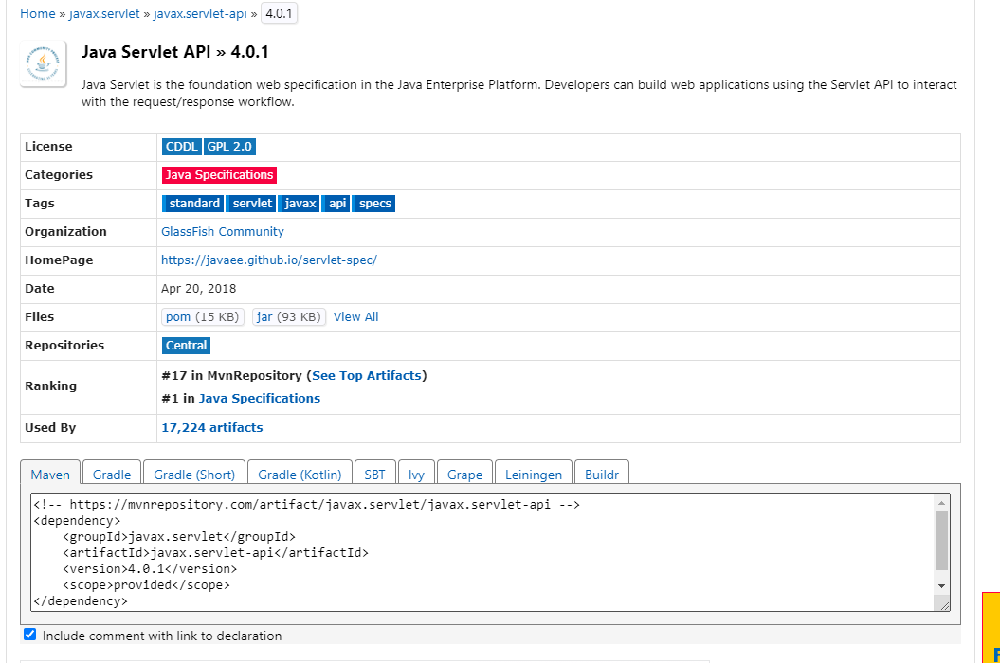 Home » javax.servlet » javax.servlet-api » 4.0.1
Java Servlet API » 4.0.1
Java Servlet is the foundation web specification in the Java Enterprise Platform. Developers can build web applications using the Servlet API to interact
with the request/response workflow.
License CDDL GPL 2.0
Categories Java Specifications
Tags standard servlet javax api specs
Organization GlassFish Community
HomePage https://javaee.github.io/servlet-spec/
Date Apr 20, 2018
Files pom (15 KB) jar (93 KB) View All
Repositories Central
Ranking #17 in MvnRepository (See Top Artifacts)
#1 in Java Specifications
Used By 17,224 artifacts
Maven Gradle Gradle (Short) Gradle (Kotlin) SBT Ivy Grape Leiningen Buildr
<!-- https://mvnrepository.com/artifact/javax.servlet/javax.servlet-api -->
<dependency>
    <groupId>javax.servlet</groupId>
    <artifactId>javax.servlet-api</artifactId>
    <version>4.0.1</version>
    <scope>provided</scope>
</dependency>
Include comment with link to declaration